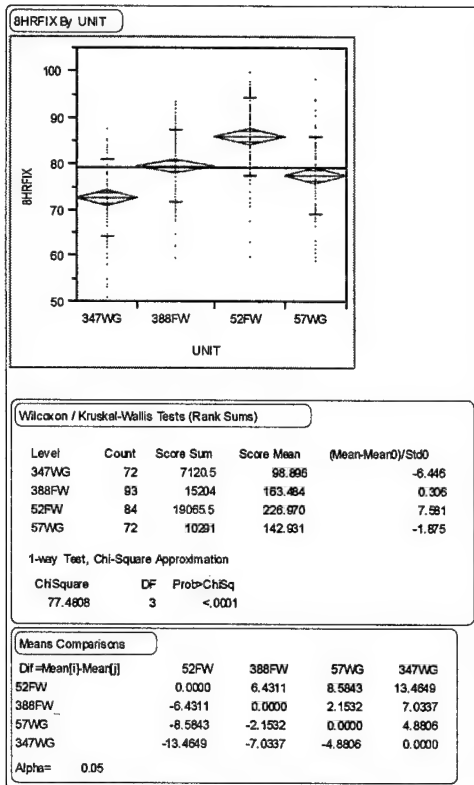 8HRFIX By UNIT
100
90
80
70
60
50
8HRFIX
347WG 388FW 52FW 57WG
UNIT
Wilcoxon / Kruskal-Wallis Tests (Rank Sums)
Level Count Score Sum Score Mean (Mean-Mean0)/Std0
347WG 72 7120.5 98.896 -6.446
388FW 93 15204 163.484 0.306
52FW 84 19065.5 226.970 7.581
57WG 72 10291 142.931 -1.875
1-way Test, Chi-Square Approximation
ChiSquare DF Prob>ChiSq
77.4808 3 <.0001
Means Comparisons
Dif=Mean[i]-Mean[j] 52FW 388FW 57WG 347WG
52FW 0.0000 6.4311 8.5843 13.4649
388FW -6.4311 0.0000 2.1532 7.0337
57WG -8.5843 -2.1532 0.0000 4.8806
347WG -13.4649 -7.0337 -4.8806 0.0000
Alpha= 0.05